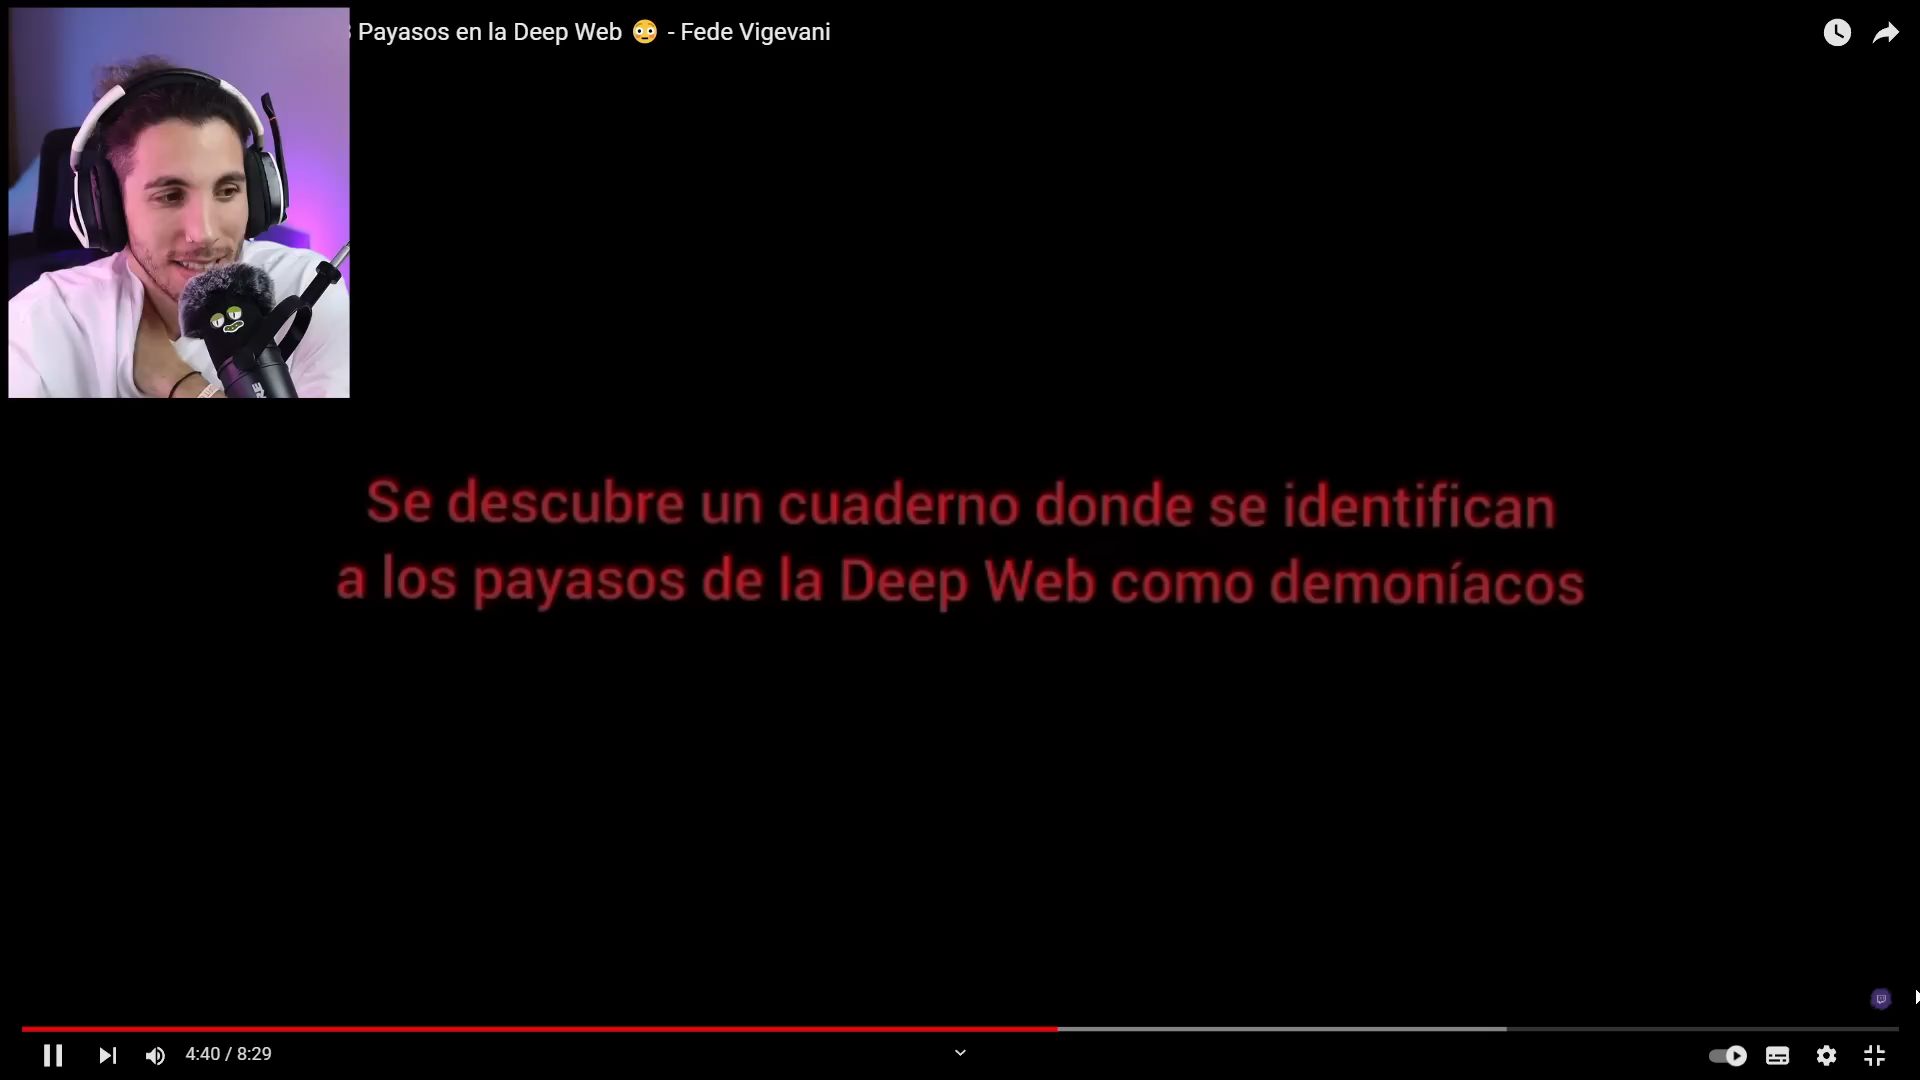 Payasos en la Deep Web 😳 - Fede Vigevani
Se descubre un cuaderno donde se identifican
a los payasos de la Deep Web como demoníacos
4:40 / 8:29